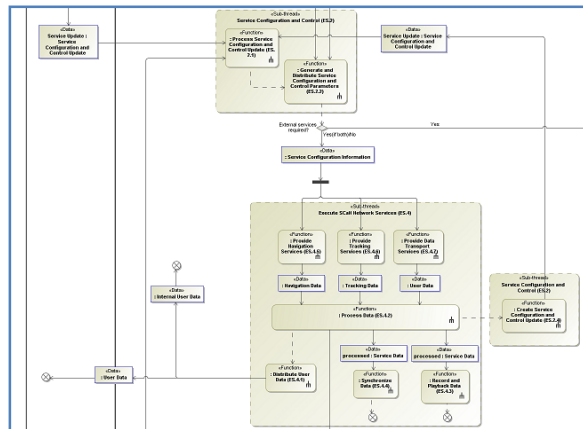 «Data»
Service Update :
Service
Configuration and
Control Update
«Sub-thread»
Service Configuration and Control (ES.2)
«Function»
: Process Service
Configuration and
Control Update (ES.
2.1)
«Function»
: Generate and
Distribute Service
Configuration and
Control Parameters
(ES.2.2)
«Data»
Service Update : Service
Configuration and Control
Update
External services
required?
Yes
Yes(if both)/No
«Data»
: Service Configuration Information
«Sub-thread»
Execute SCall Network Services (ES.4)
«Function»
: Provide
Navigation
Services (ES.4.5)
«Function»
: Provide
Tracking
Services (ES.4.6)
«Function»
: Provide Data
Transport
Services (ES.4.7)
«Data»
: Navigation Data
«Data»
: Tracking Data
«Data»
: User Data
«Function»
: Process Data (ES.4.2)
«Sub-thread»
Service Configuration and
Control (ES.2)
«Function»
: Create Service
Configuration and
Control Update (ES.2.4)
«Data»
: Internal User Data
«Data»
: User Data
«Function»
: Distribute User
Data (ES.4.1)
«Data»
processed : Service Data
«Data»
processed : Service Data
«Function»
: Synchronize
Data (ES.4.4)
«Function»
: Record and
Playback Data
(ES.4.3)